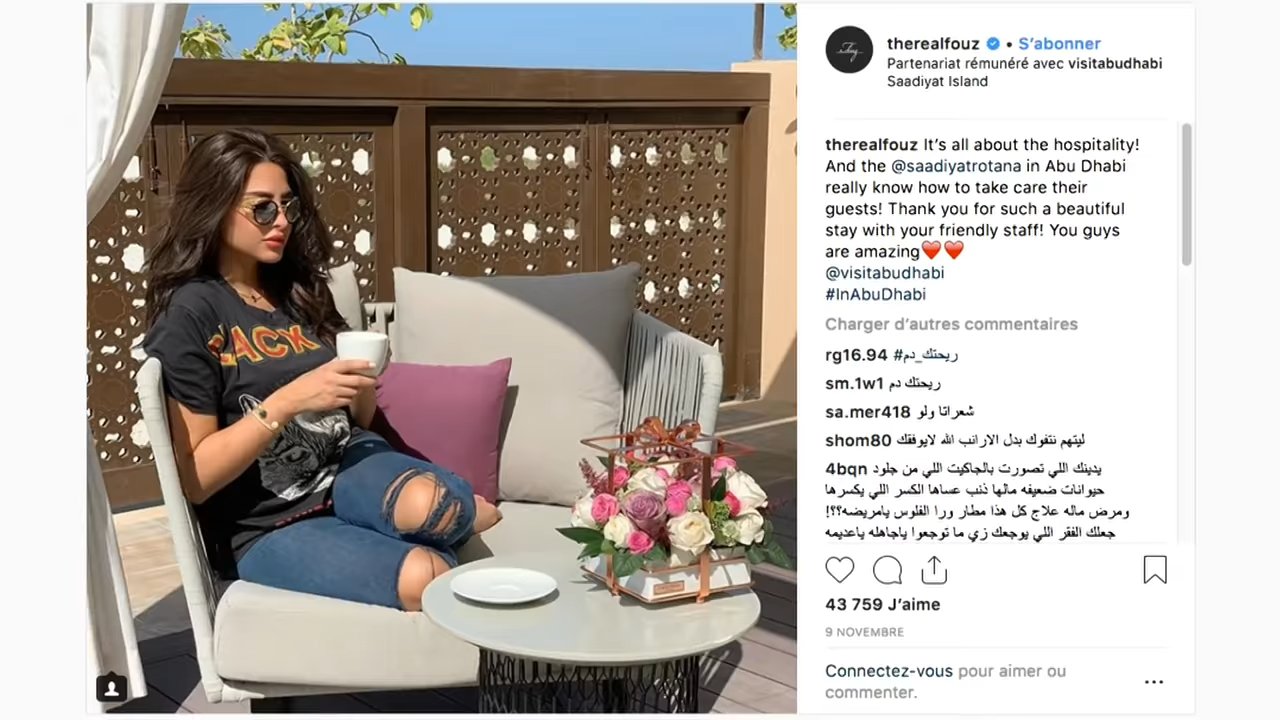 therealfouz • S'abonner
Partenariat rémunéré avec visitabudhabi
Saadiyat Island
therealfouz It's all about the hospitality!
And the @saadiyatrotana in Abu Dhabi
really know how to take care their
guests! Thank you for such a beautiful
stay with your friendly staff! You guys
are amazing❤️❤️
@visitabudhabi
#InAbuDhabi
Charger d'autres commentaires
rg16.94 #ريحتك_دم
sm.1w1 ريحتك دم
sa.mer418 شعراتا ولو
shom80 ليتهم نتفوك بدل الارانب الله لايوفقك
4bqn يدينك اللي تصورت بالجاكيت اللي من جلود
حيوانات ضعيفه مالها ذنب عساها الكسر اللي يكسرها
ومرض ماله علاج كل هذا مطار ورا الفلوس يامريضه؟؟!
جعلك الفقر اللي يوجعك زي ما توجعوا ياجاهله ياعديمه
43 759 J'aime
9 NOVEMBRE
Connectez-vous pour aimer ou
commenter.